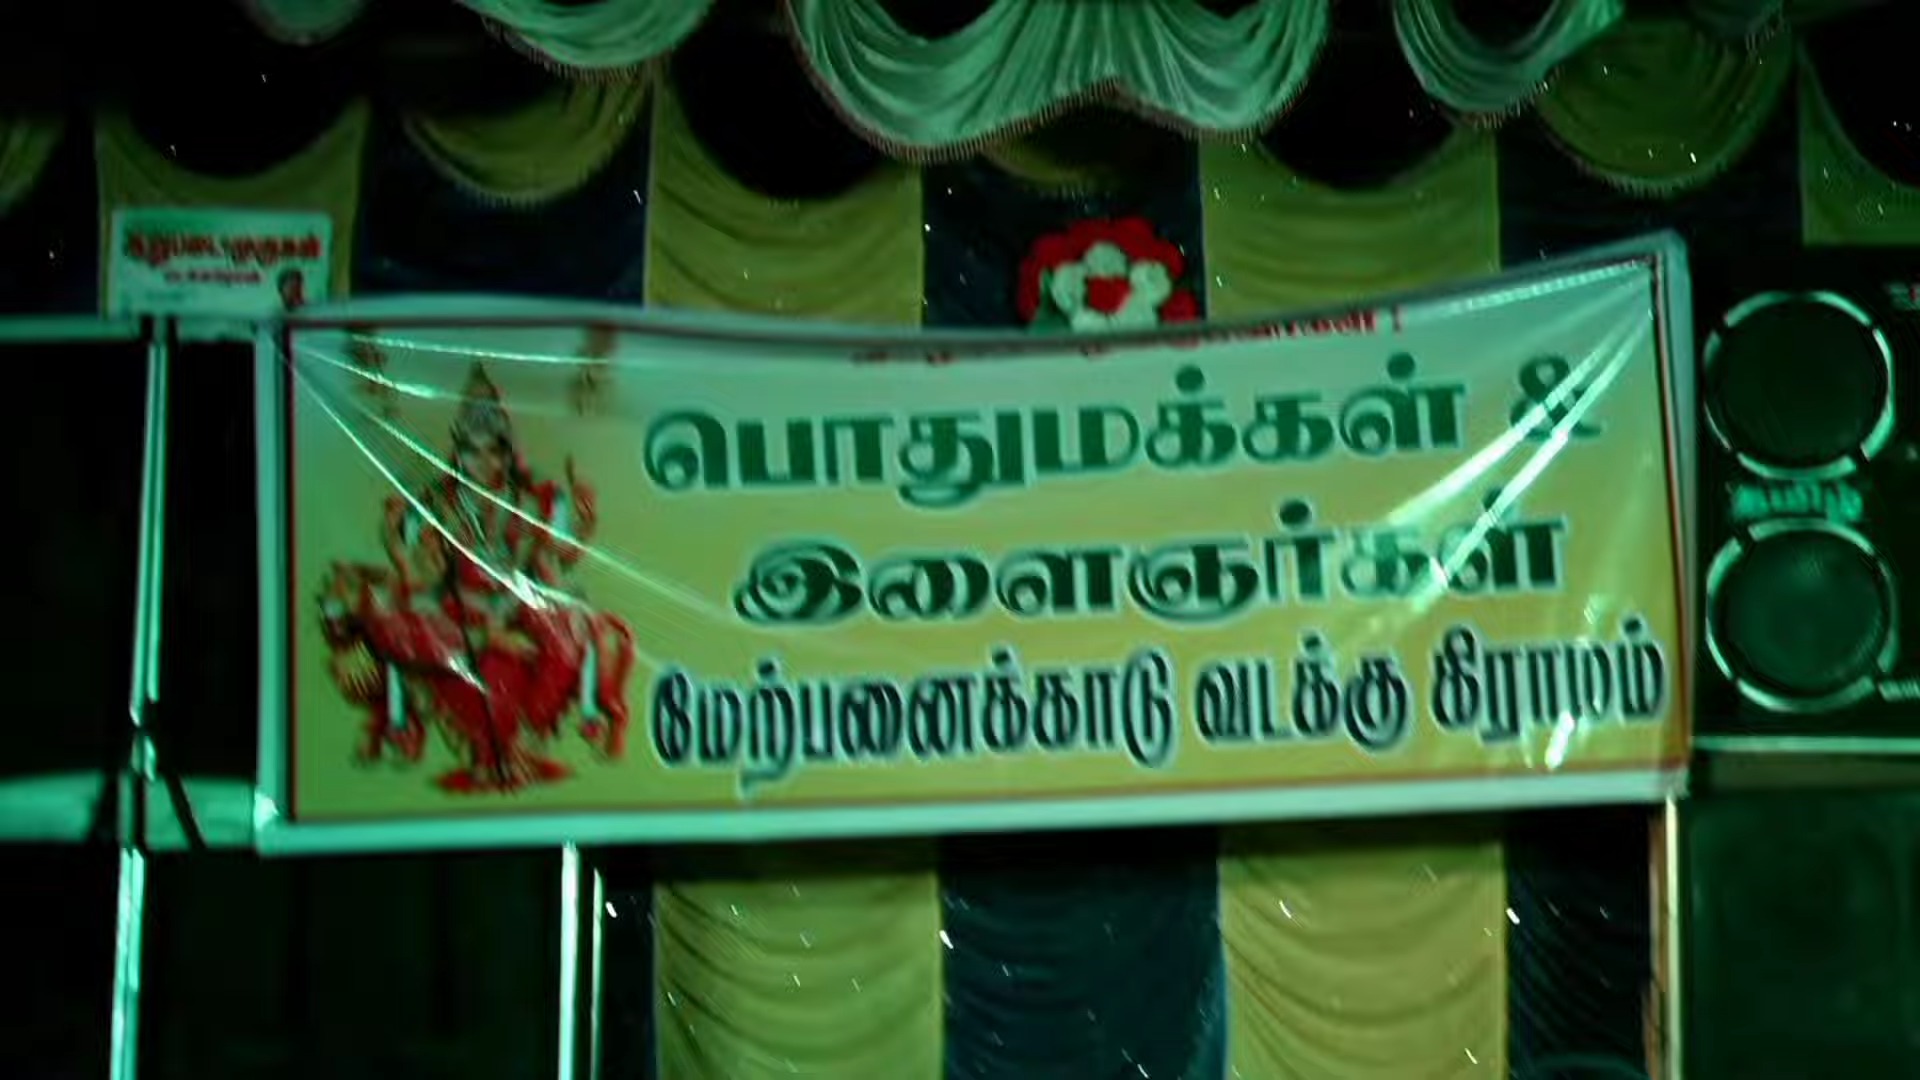 பொதுமக்கள் &
இளைஞர்கள்
மேற்பனைக்காடு வடக்கு கிராமம்